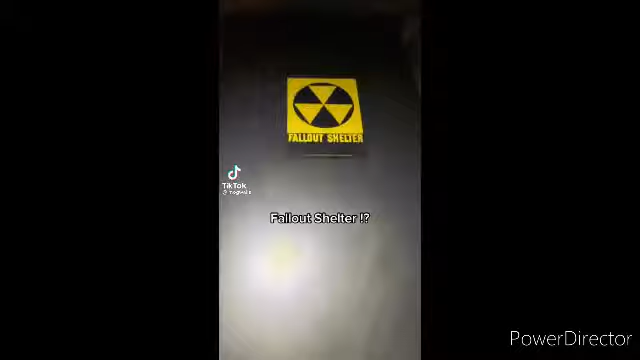 FALLOUT SHELTER
TikTok
Fallout Shelter !?
PowerDirector